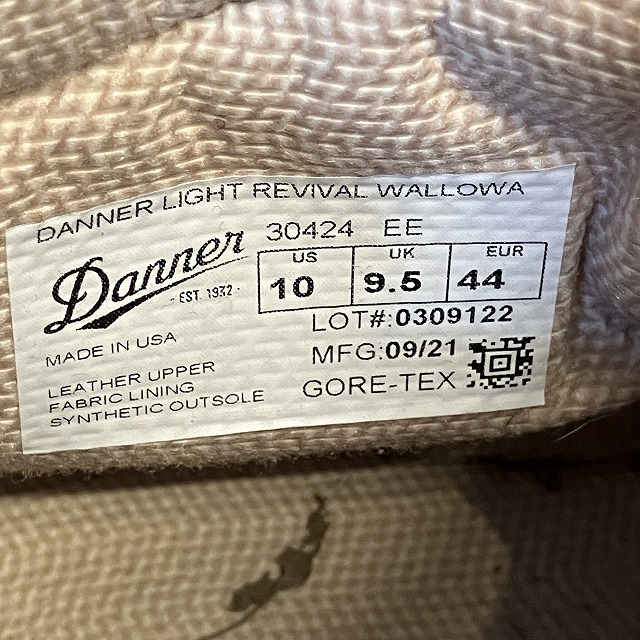 DANNER LIGHT REVIVAL WALLOWA
30424 EE
Danner
- EST. 1932 -
US UK EUR
10 9.5 44
LOT#:0309122
MADE IN USA
MFG:09/21
LEATHER UPPER
FABRIC LINING
SYNTHETIC OUTSOLE
GORE-TEX